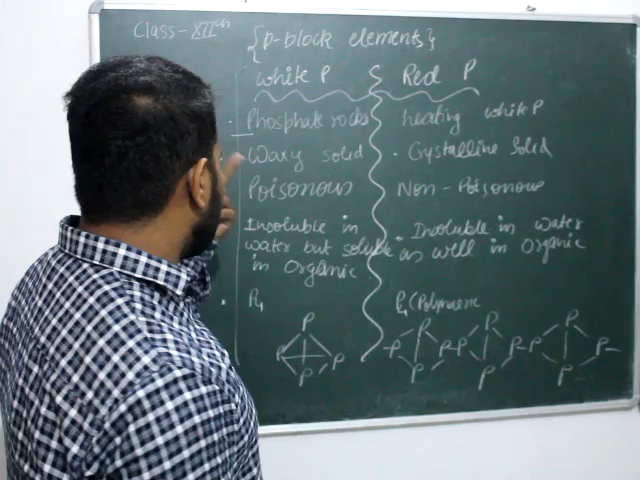 Class-XIIth
{p-block elements}
white P Red P
Phosphate rocks heating white P
Waxy solid . Crystalline Solid
Poisonous Non-Poisonous
Insoluble in . Insoluble in water
water but soluble as well in Organic
in Organic
. P4 P4 (Polymeric
P P P P
P P P P P P P
P P P P